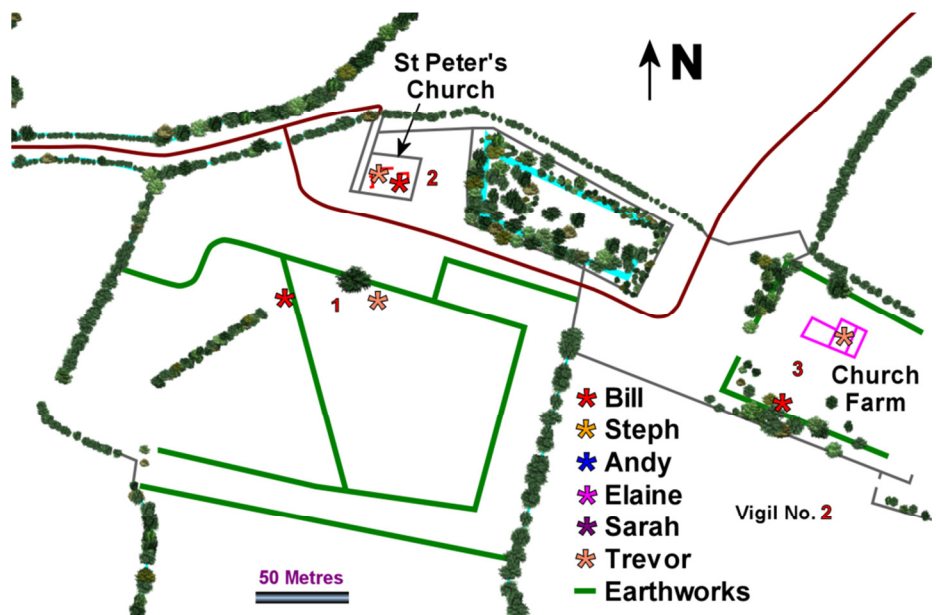 St Peter's
Church
N
2
1
3
Church
Farm
Bill
Steph
Andy
Elaine
Sarah
Trevor
Earthworks
Vigil No. 2
50 Metres